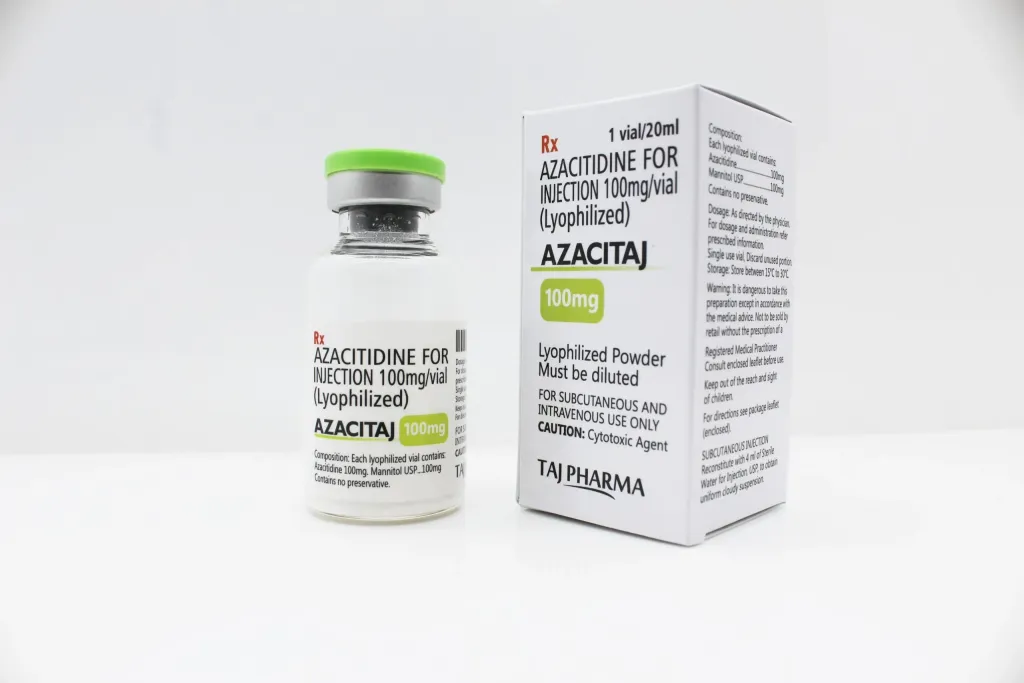 Rx
AZACITIDINE FOR
INJECTION 100mg/vial
(Lyophilized)
AZACITAJ 100mg
Composition: Each lyophilized vial contains:
Azacitidine 100mg. Mannitol USP...100mg
Contains no preservative.
Rx
1 vial/20ml
AZACITIDINE FOR
INJECTION 100mg/vial
(Lyophilized)
AZACITAJ
100mg
Lyophilized Powder
Must be diluted
FOR SUBCUTANEOUS AND
INTRAVENOUS USE ONLY
CAUTION: Cytotoxic Agent
TAJ PHARMA
Composition:
Each lyophilized vial contains:
Azacitidine 100mg
Mannitol USP 100mg
Contains no preservative.
Dosage: As directed by the physician.
For dosage and administration refer
prescribed information.
Single use vial, Discard unused portion.
Storage: Store between 15°C to 30°C.
Warning: It is dangerous to take this
preparation except in accordance with
the medical advice. Not to be sold by
retail without the prescription of a
Registered Medical Practitioner
Consult enclosed leaflet before use.
Keep out of the reach and sight
of children.
For directions see package leaflet
(enclosed).
SUBCUTANEOUS INJECTION
Reconstitute with 4 ml of Sterile
Water for Injection, USP, to obtain
uniform cloudy suspension.